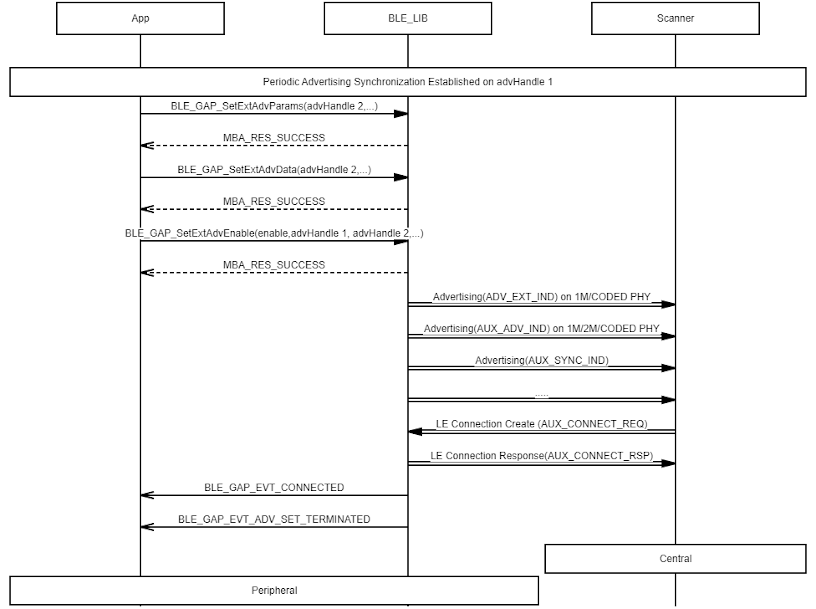 App
BLE_LIB
Scanner
Periodic Advertising Synchronization Established on advHandle 1
BLE_GAP_SetExtAdvParams(advHandle 2,...)
MBA_RES_SUCCESS
BLE_GAP_SetExtAdvData(advHandle 2,...)
MBA_RES_SUCCESS
BLE_GAP_SetExtAdvEnable(enable,advHandle 1, advHandle 2,...)
MBA_RES_SUCCESS
Advertising(ADV_EXT_IND) on 1M/CODED PHY
Advertising(AUX_ADV_IND) on 1M/2M/CODED PHY
Advertising(AUX_SYNC_IND)
.....
LE Connection Create (AUX_CONNECT_REQ)
LE Connection Response(AUX_CONNECT_RSP)
BLE_GAP_EVT_CONNECTED
BLE_GAP_EVT_ADV_SET_TERMINATED
Central
Peripheral